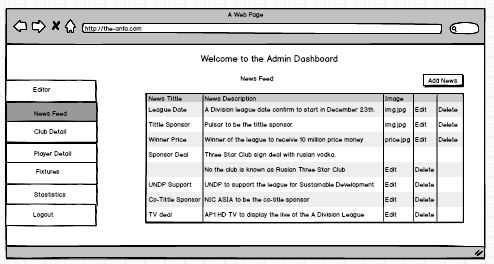 A Web Page
http://the-anfa.com
Welcome to the Admin Dashboard
News Feed
Add News
Editor
News Feed
Club Detail
Player Detail
Fixtures
Stastistics
Logout
News Tittle News Description Image
League Date A Division league date confirm to start in December 23th. img.jpg Edit Delete
Tittle Sponsor Pulsar to be the tittle sponsor. img.jpg Edit Delete
Winner Price Winner of the league to receive 10 million price money price.jpg Edit Delete
Sponsor Deal Three Star Club sign deal with rusian vodka.
No the club is known as Rusian Three Star Club Edit Delete
UNDP Support UNDP to support the league for Sustainable Development Edit Delete
Co-Tittle Sponsor NIC ASIA to be the co-title sponsor Edit Delete
TV deal AP1 HD TV to display the live of the A Division League Edit Delete